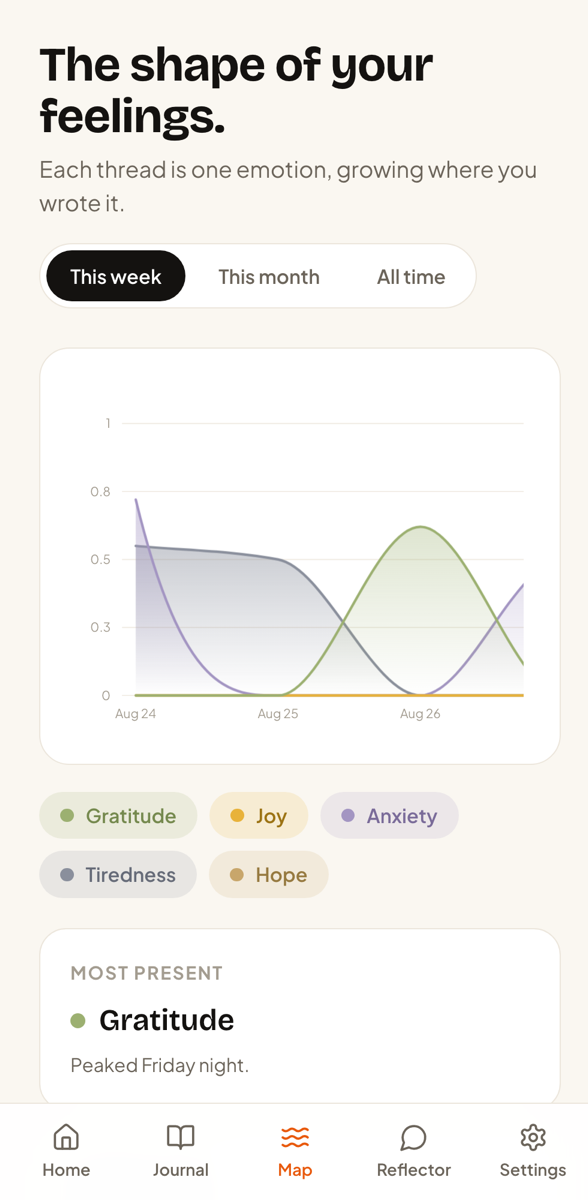 The shape of your
feelings.
Each thread is one emotion, growing where you
wrote it.
This week This month All time
1
0.8
0.5
0.3
0
Aug 24 Aug 25 Aug 26
Gratitude Joy Anxiety
Tiredness Hope
MOST PRESENT
Gratitude
Peaked Friday night.
Home Journal Map Reflector Settings